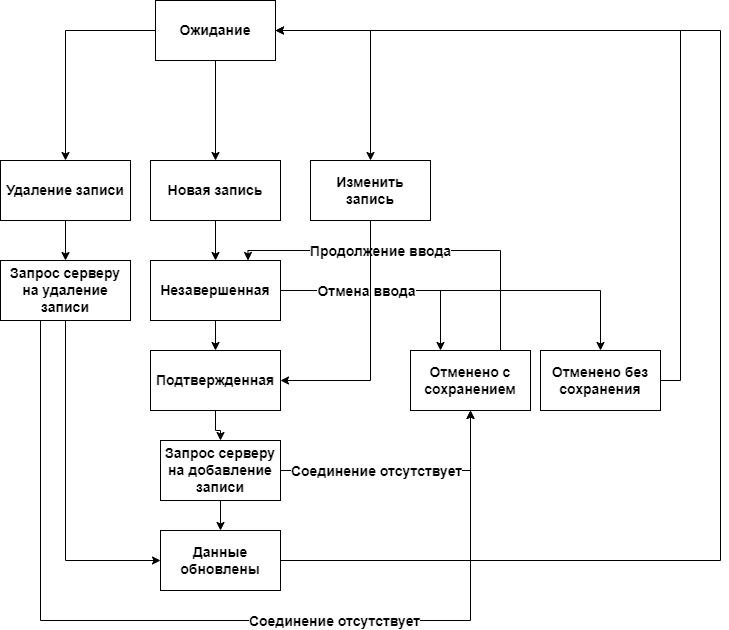 Ожидание
Удаление записи
Новая запись
Изменить
запись
Продолжение ввода
Запрос серверу
на удаление
записи
Незавершенная
Отмена ввода
Подтвержденная
Отменено с
сохранением
Отменено без
сохранения
Запрос серверу
на добавление
записи
Соединение отсутствует
Данные
обновлены
Соединение отсутствует